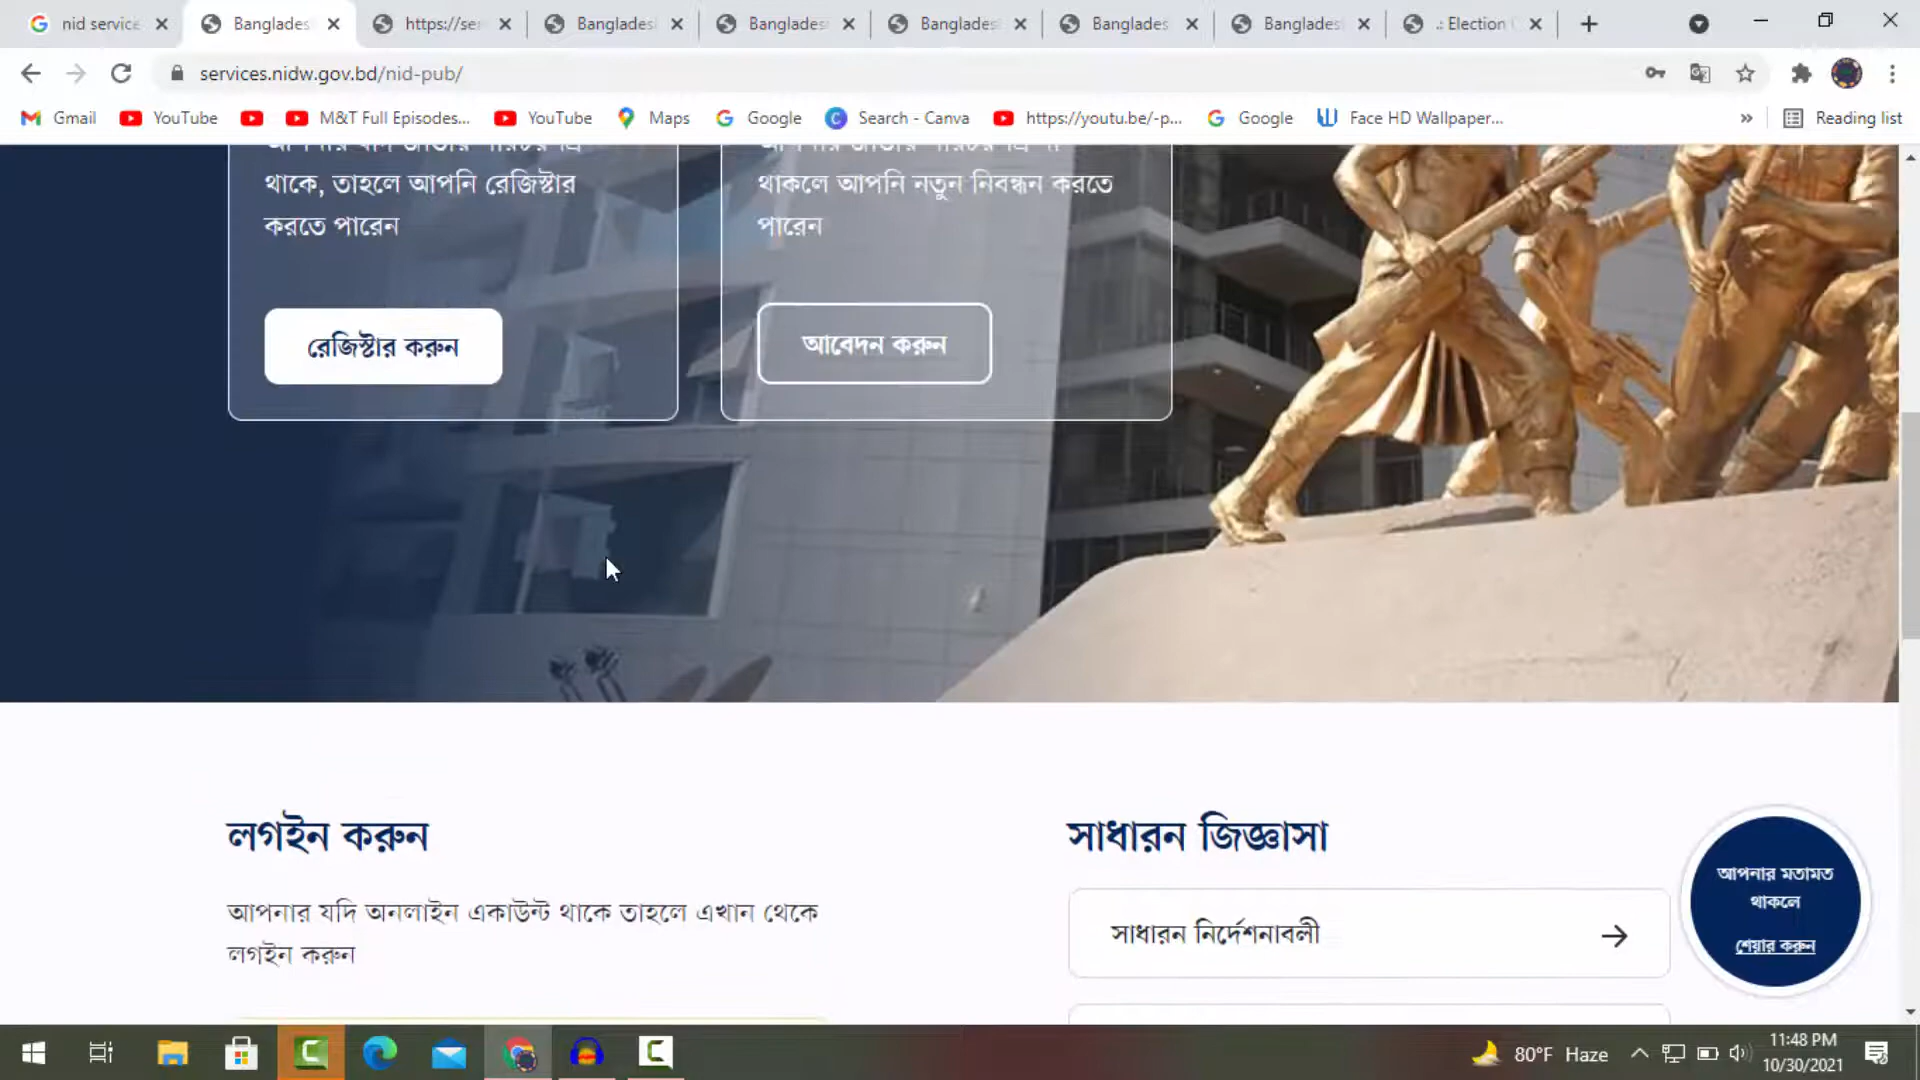 nid service
Banglades
https://ser
Banglades
Banglades
Banglades
Banglades
Banglades
.: Election
services.nidw.gov.bd/nid-pub/
Gmail
YouTube
M&T Full Episodes...
YouTube
Maps
Google
Search - Canva
https://youtu.be/-p...
Google
Face HD Wallpaper...
»
Reading list
থাকে, তাহলে আপনি রেজিস্টার
করতে পারেন
রেজিস্টার করুন
থাকলে আপনি নতুন নিবন্ধন করতে
পারেন
আবেদন করুন
লগইন করুন
আপনার যদি অনলাইন একাউন্ট থাকে তাহলে এখান থেকে
লগইন করুন
সাধারন জিজ্ঞাসা
সাধারন নির্দেশনাবলী
আপনার মতামত
থাকলে
শেয়ার করুন
80°F Haze
11:48 PM
10/30/2021